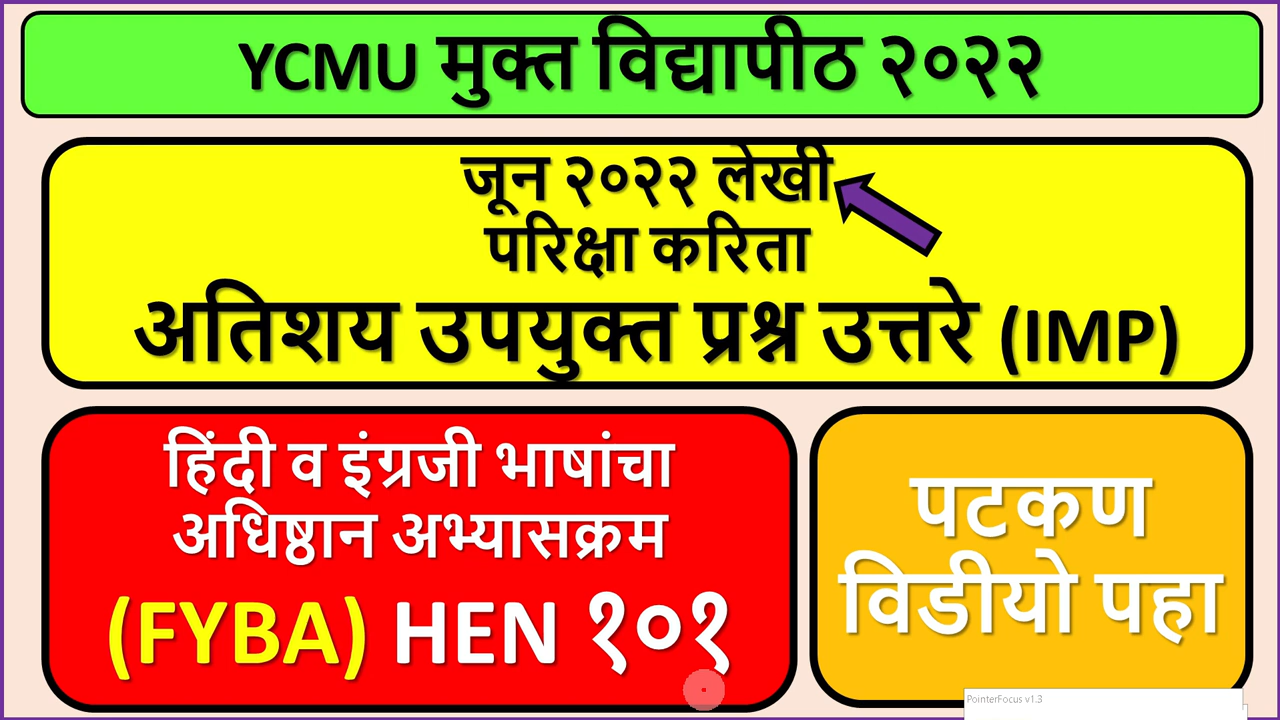 YCMU मुक्त विद्यापीठ २०२२
जून २०२२ लेखी
परिक्षा करिता
अतिशय उपयुक्त प्रश्न उत्तरे (IMP)
हिंदी व इंग्रजी भाषांचा
अधिष्ठान अभ्यासक्रम
(FYBA) HEN १०१
पटकण
विडीयो पहा
PointerFocus v1.3